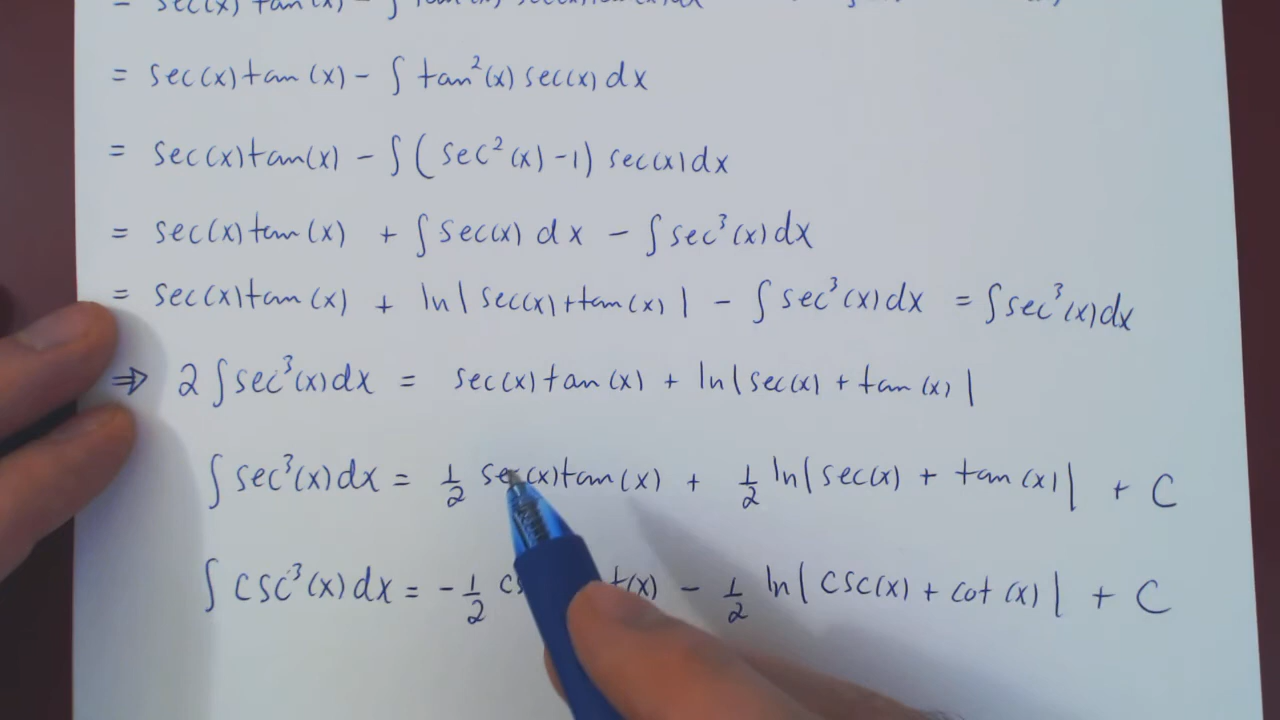 = sec(x)tan(x) - ∫ tan²(x) sec(x) dx
= sec(x)tan(x) - ∫ (sec²(x) - 1) sec(x) dx
= sec(x)tan(x) + ∫ sec(x) dx - ∫ sec³(x) dx
= sec(x)tan(x) + ln|sec(x) + tan(x)| - ∫ sec³(x) dx = ∫ sec³(x) dx
⇒ 2 ∫ sec³(x) dx = sec(x)tan(x) + ln|sec(x) + tan(x)|
∫ sec³(x) dx = 1/2 sec(x)tan(x) + 1/2 ln|sec(x) + tan(x)| + C
∫ csc³(x) dx = -1/2 (x) - 1/2 ln|csc(x) + cot(x)| + C